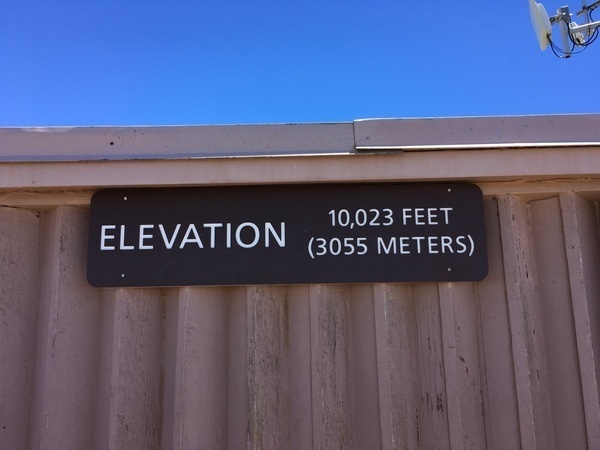 ELEVATION
10,023 FEET
(3055 METERS)